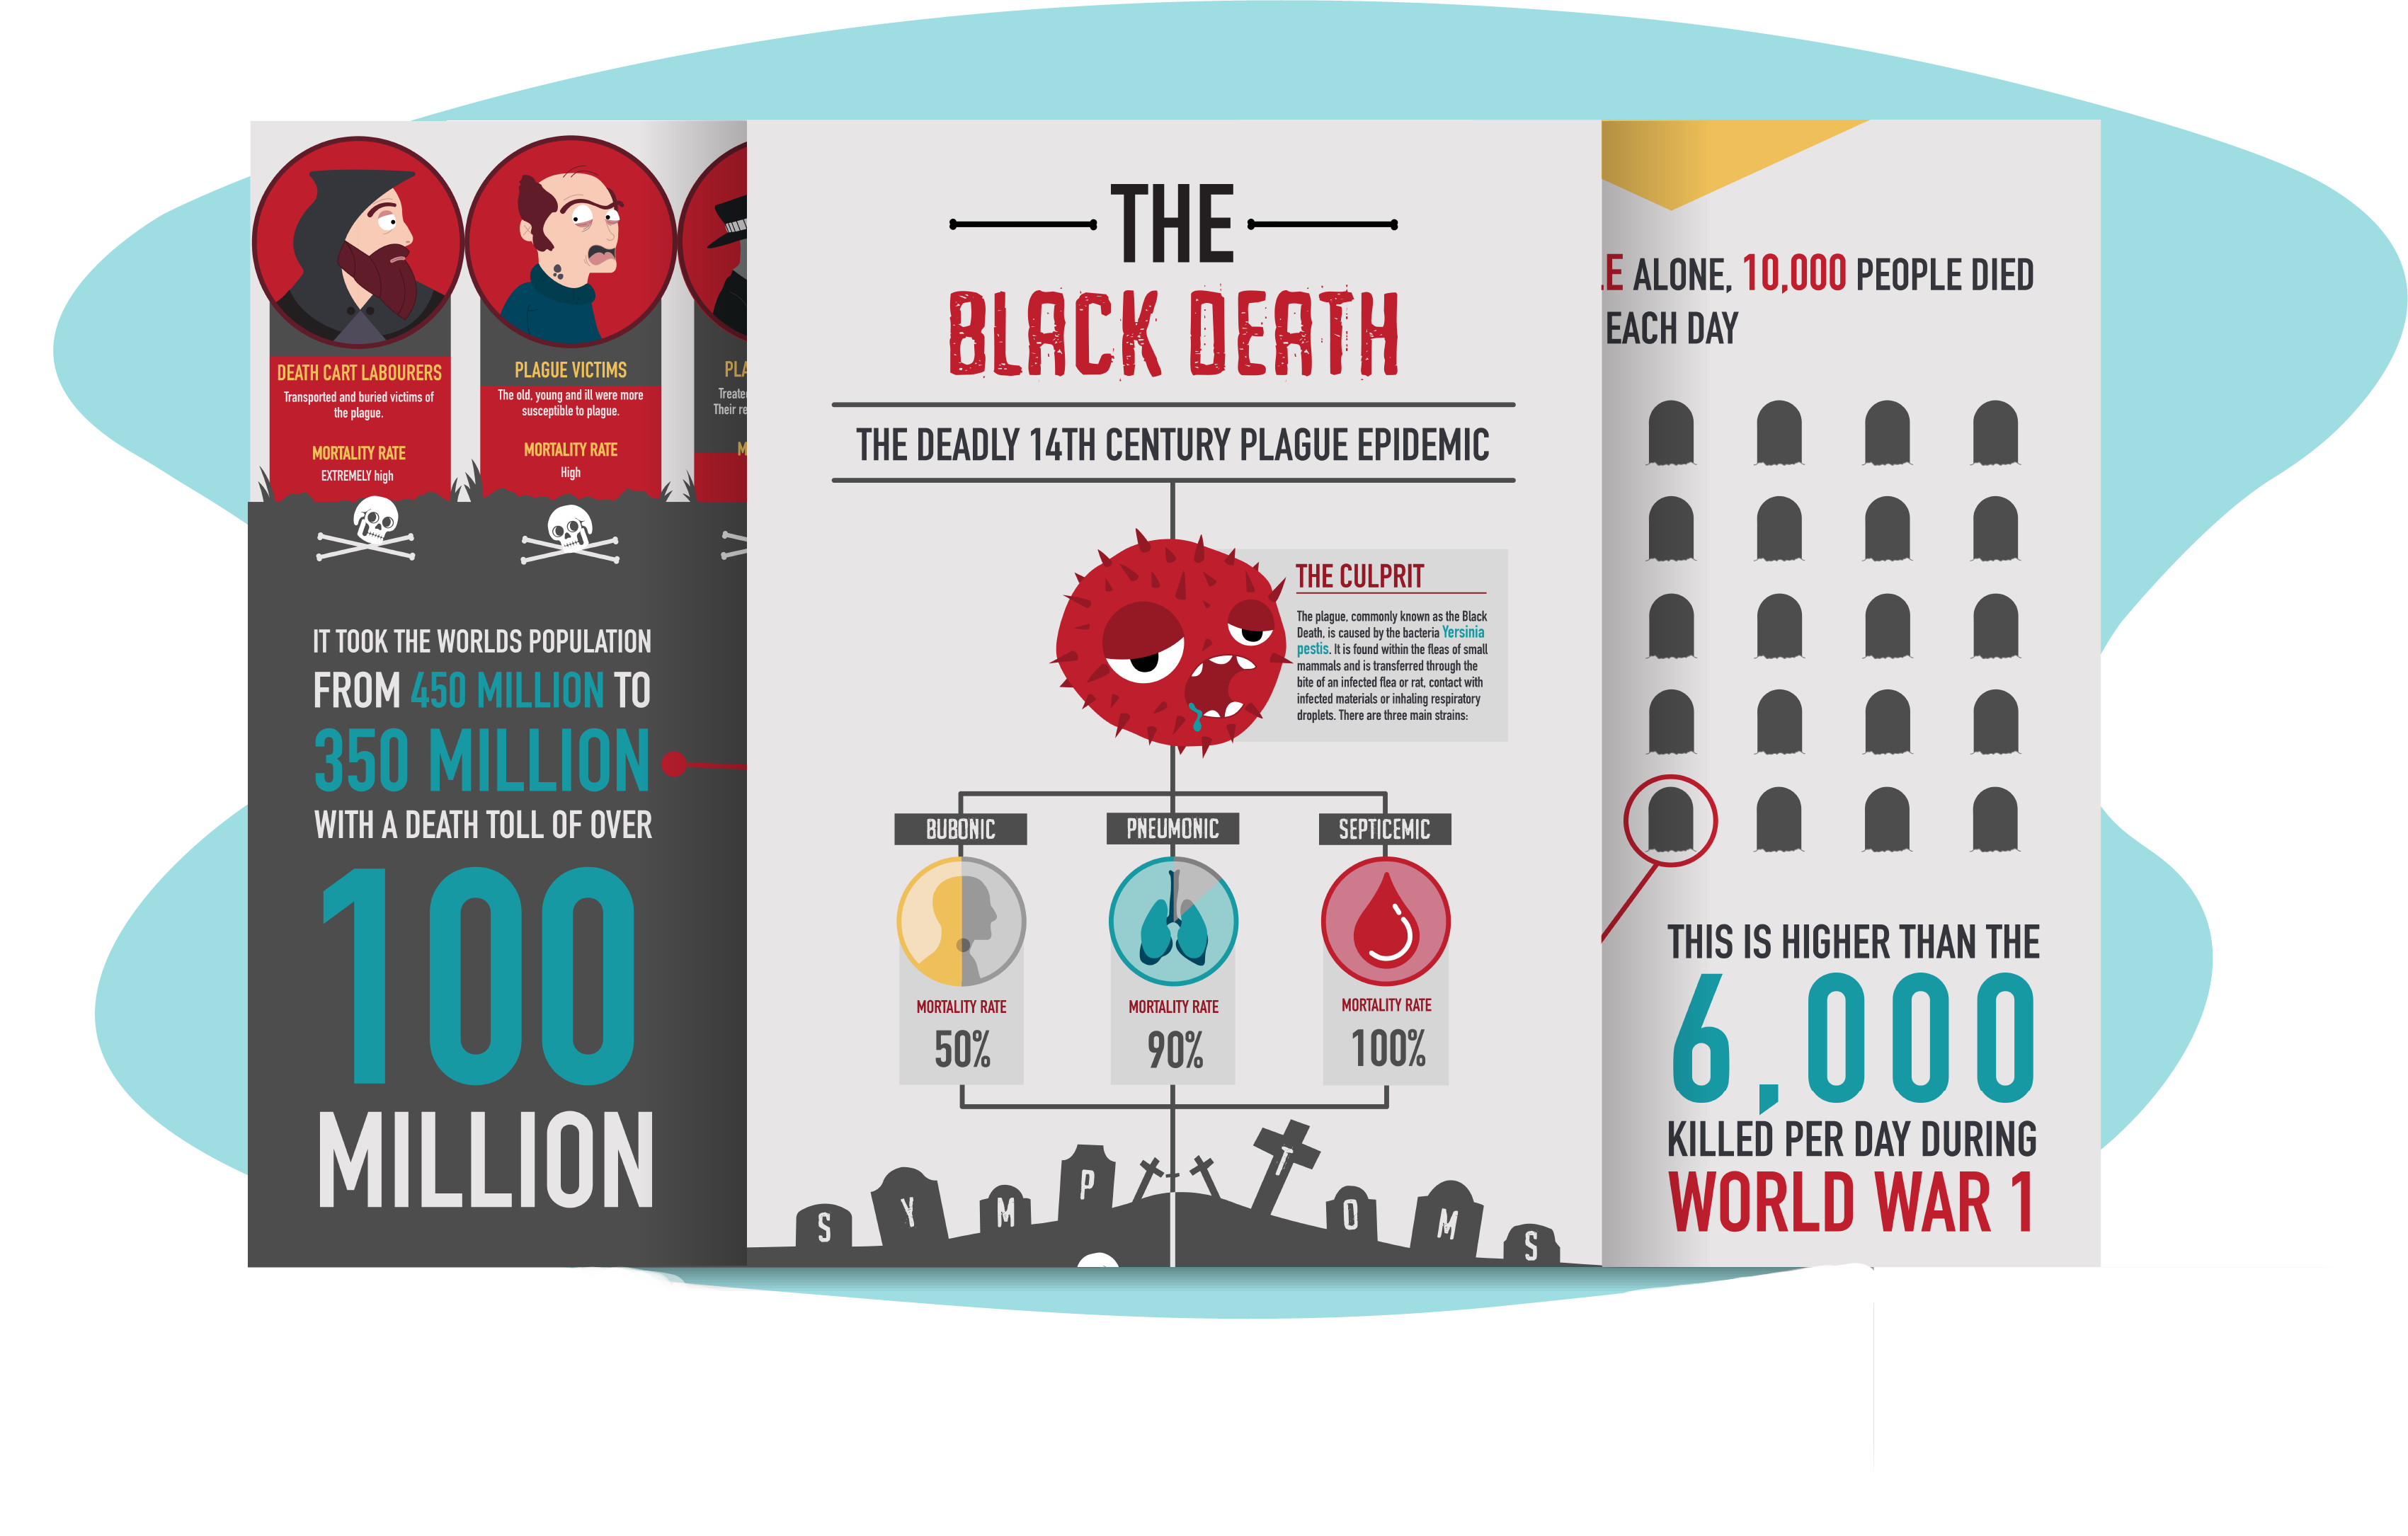 DEATH CART LABOURERS
Transported and buried victims of
the plague.
MORTALITY RATE
EXTREMELY high
PLAGUE VICTIMS
The old, young and ill were more
susceptible to plague.
MORTALITY RATE
High
PLA
Treate
Their re
M
IT TOOK THE WORLDS POPULATION
FROM 450 MILLION TO
350 MILLION
WITH A DEATH TOLL OF OVER
100
MILLION
THE
BLACK DEATH
THE DEADLY 14TH CENTURY PLAGUE EPIDEMIC
THE CULPRIT
The plague, commonly known as the Black
Death, is caused by the bacteria Yersinia
pestis. It is found within the fleas of small
mammals and is transferred through the
bite of an infected flea or rat, contact with
infected materials or inhaling respiratory
droplets. There are three main strains:
BUBONIC
MORTALITY RATE
50%
PNEUMONIC
MORTALITY RATE
90%
SEPTICEMIC
MORTALITY RATE
100%
SYMPTOMS
E ALONE, 10,000 PEOPLE DIED
EACH DAY
THIS IS HIGHER THAN THE
6,000
KILLED PER DAY DURING
WORLD WAR 1